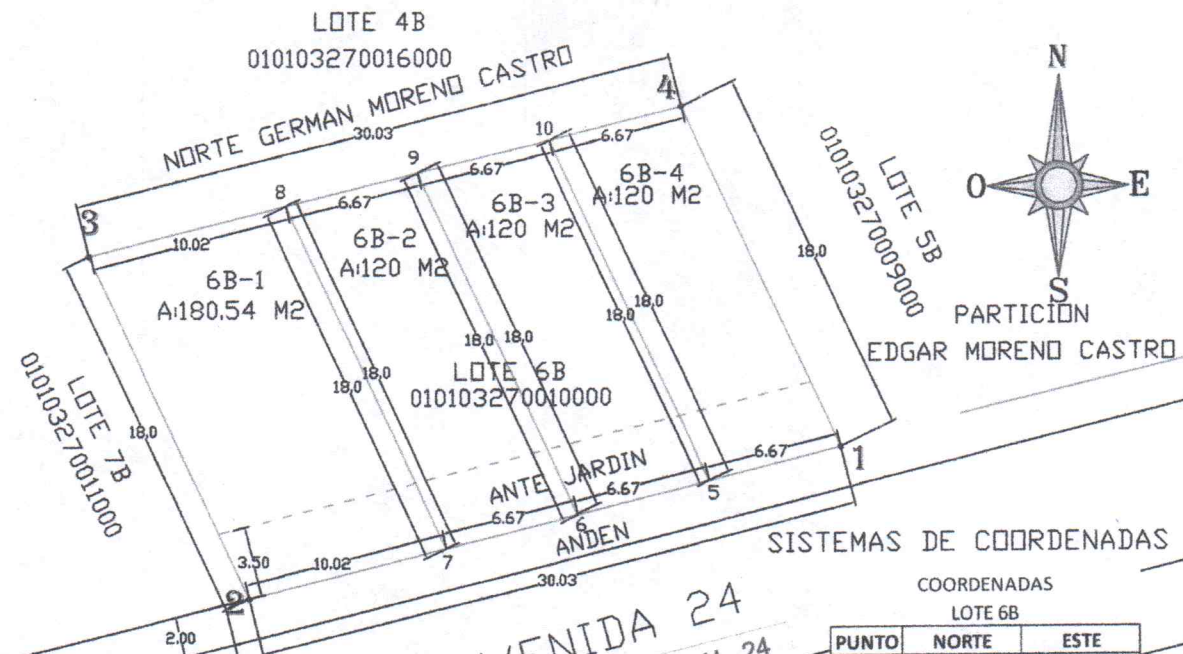 LOTE 4B
010103270016000
NORTE GERMAN MORENO CASTRO
30.03
N
O
E
S
3
8
9
10
4
10.02
6.67
6.67
6.67
6B-1
A:180.54 M2
6B-2
A:120 M2
6B-3
A:120 M2
6B-4
A:120 M2
LOTE 5B
010103270009000
18.0
PARTICIÓN
EDGAR MORENO CASTRO
LOTE 7B
010103270011000
18.0
18.0
18.0
18.0
18.0
18.0
18.0
LOTE 6B
010103270010000
ANTE JARDIN
3.50
10.02
6.67
6.67
6.67
2
7
6
5
1
ANDEN
30.03
2.00
VENIDA 24
24
SISTEMAS DE COORDENADAS
COORDENADAS
LOTE 6B
PUNTO NORTE ESTE